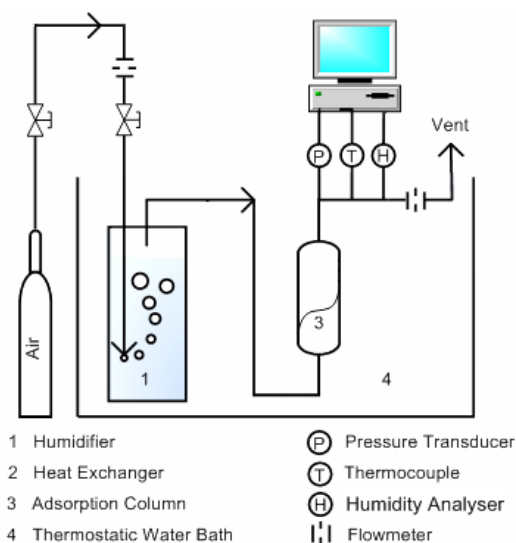 Vent
P T H
Air
3
1
4
1 Humidifier
2 Heat Exchanger
3 Adsorption Column
4 Thermostatic Water Bath
P Pressure Transducer
T Thermocouple
H Humidity Analyser
Flowmeter